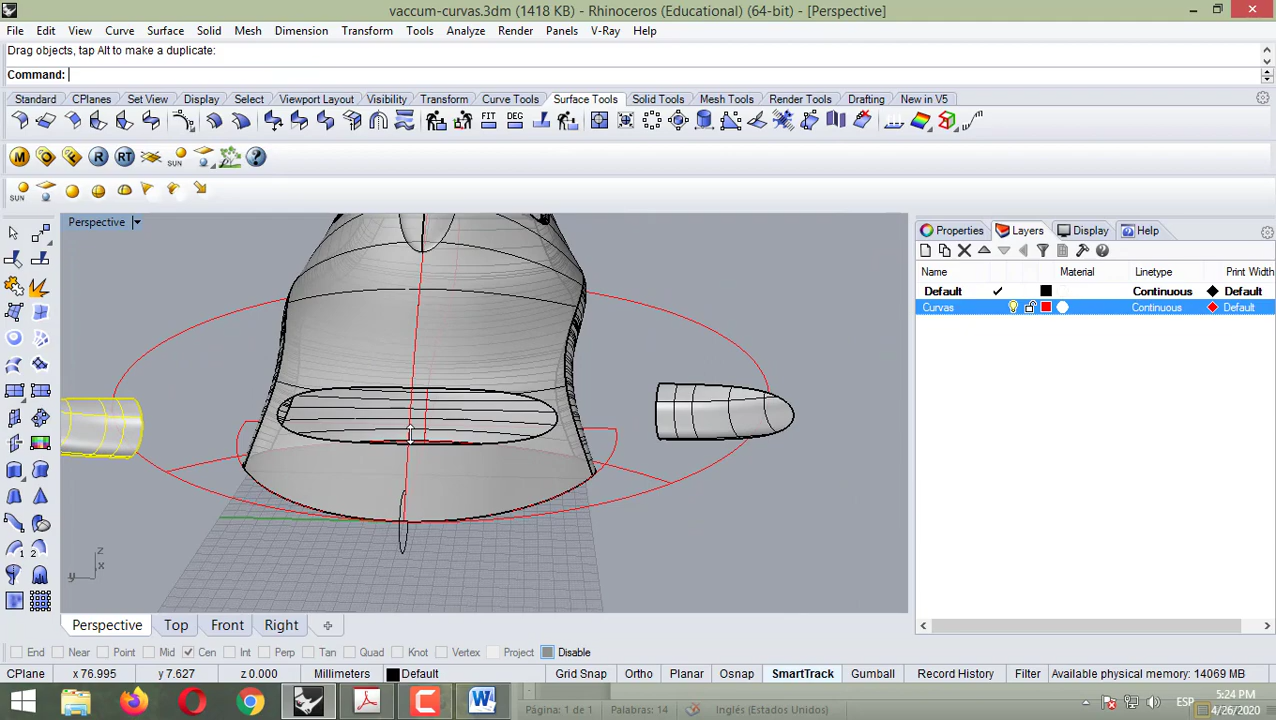 vaccum-curvas.3dm (1418 KB) - Rhinoceros (Educational) (64-bit) - [Perspective]
File Edit View Curve Surface Solid Mesh Dimension Transform Tools Analyze Render Panels V-Ray Help
Drag objects, tap Alt to make a duplicate:
Command:
Standard CPlanes Set View Display Select Viewport Layout Visibility Transform Curve Tools Surface Tools Solid Tools Mesh Tools Render Tools Drafting New in V5
FIT DEG
M O F R RT SUN
SUN
Perspective
Properties Layers Display Help
Name Material Linetype Print Width
Default Continuous Default
Curvas Continuous Default
z
y x
Perspective Top Front Right
End Near Point Mid Cen Int Perp Tan Quad Knot Vertex Project Disable
CPlane x 76.995 y 7.627 z 0.000 Millimeters Default Grid Snap Ortho Planar Osnap SmartTrack Gumball Record History Filter Available physical memory: 14069 MB
Página: 1 de 1 Palabras: 14 Inglés (Estados Unidos) ESP 5:24 PM
4/26/2020